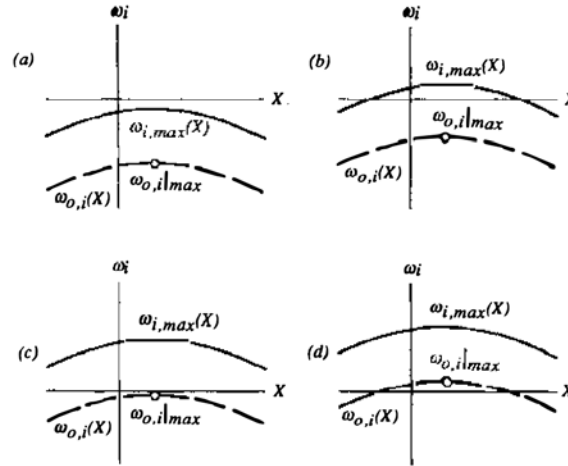 ωi
(a)
X
ωi,max(X)
ωo,i|max
ωo,i(X)
ωi
(b)
ωi,max(X)
X
ωo,i|max
ωo,i(X)
ωi
(c)
ωi,max(X)
X
ωo,i(X)
ωo,i|max
ωi
(d)
ωi,max(X)
ωo,i|max
X
ωo,i(X)